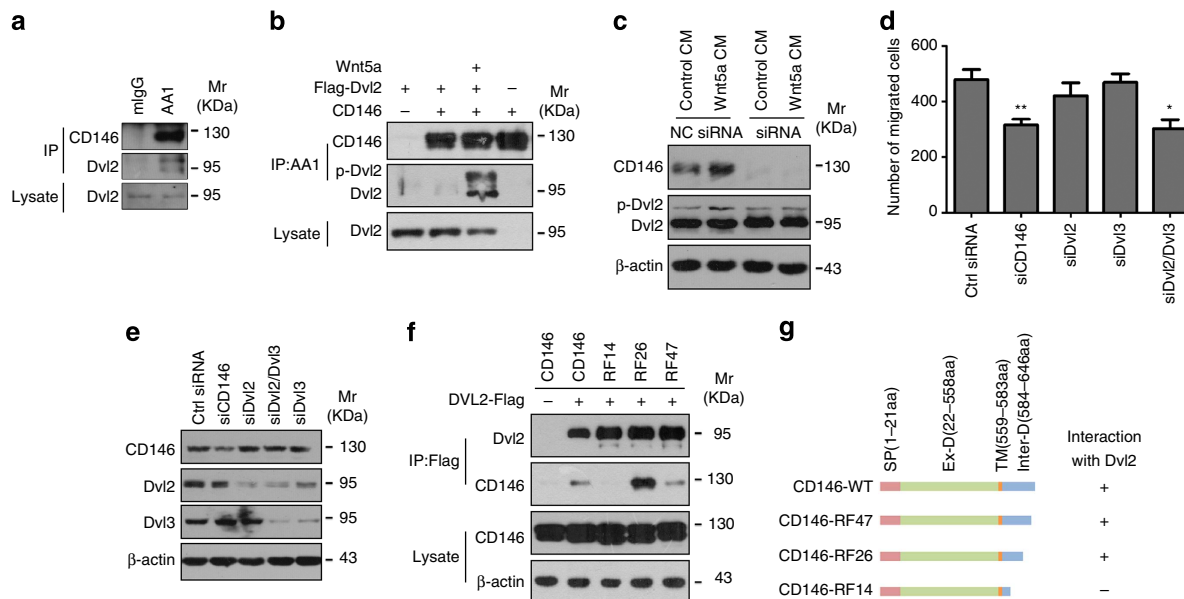 a
mIgG
AA1
Mr
(KDa)
IP
CD146
130
Dvl2
95
Lysate
Dvl2
95
b
Wnt5a +
Flag-Dvl2 + + + –
CD146 – + + +
Mr
(KDa)
IP:AA1
CD146
130
p-Dvl2
Dvl2
95
Lysate
Dvl2
95
c
Control CM
Wnt5a CM
Control CM
Wnt5a CM
NC siRNA siRNA
Mr
(KDa)
CD146
130
p-Dvl2
Dvl2
95
β-actin
43
d
Number of migrated cells
600
400
200
0
**
*
Ctrl siRNA
siCD146
siDvl2
siDvl3
siDvl2/Dvl3
e
Ctrl siRNA
siCD146
siDvl2
siDvl2/Dvl3
siDvl3
Mr
(KDa)
CD146
130
Dvl2
95
Dvl3
95
β-actin
43
f
CD146
CD146
RF14
RF26
RF47
DVL2-Flag – + + + +
Mr
(KDa)
IP:Flag
Dvl2
95
CD146
130
Lysate
CD146
130
β-actin
43
g
SP(1–21aa)
Ex-D(22–558aa)
TM(559–583aa)
Inter-D(584–646aa)
Interaction
with Dvl2
CD146-WT +
CD146-RF47 +
CD146-RF26 +
CD146-RF14 –